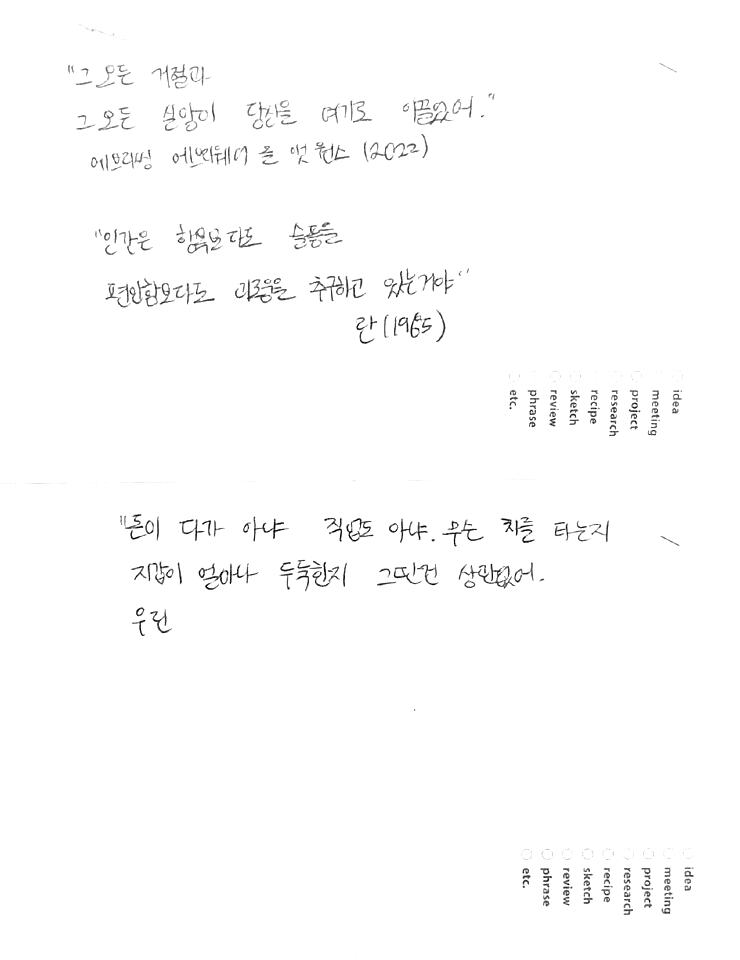 "그 모든 거절과
그 모든 실망이 당신을 여기로 이끌었어."
에브리씽 에브리웨어 올 앳 원스 (2022)
"인간은 행복보다도 슬픔을
편안함보다도 괴로움을 추구하고 있는거야"
란 (1985)
idea
meeting
project
research
recipe
sketch
review
phrase
etc.
"돈이 다가 아냐 직업도 아냐. 무슨 차를 타는지
지갑이 얼마나 두둑한지 그딴건 상관없어.
우린
idea
meeting
project
research
recipe
sketch
review
phrase
etc.